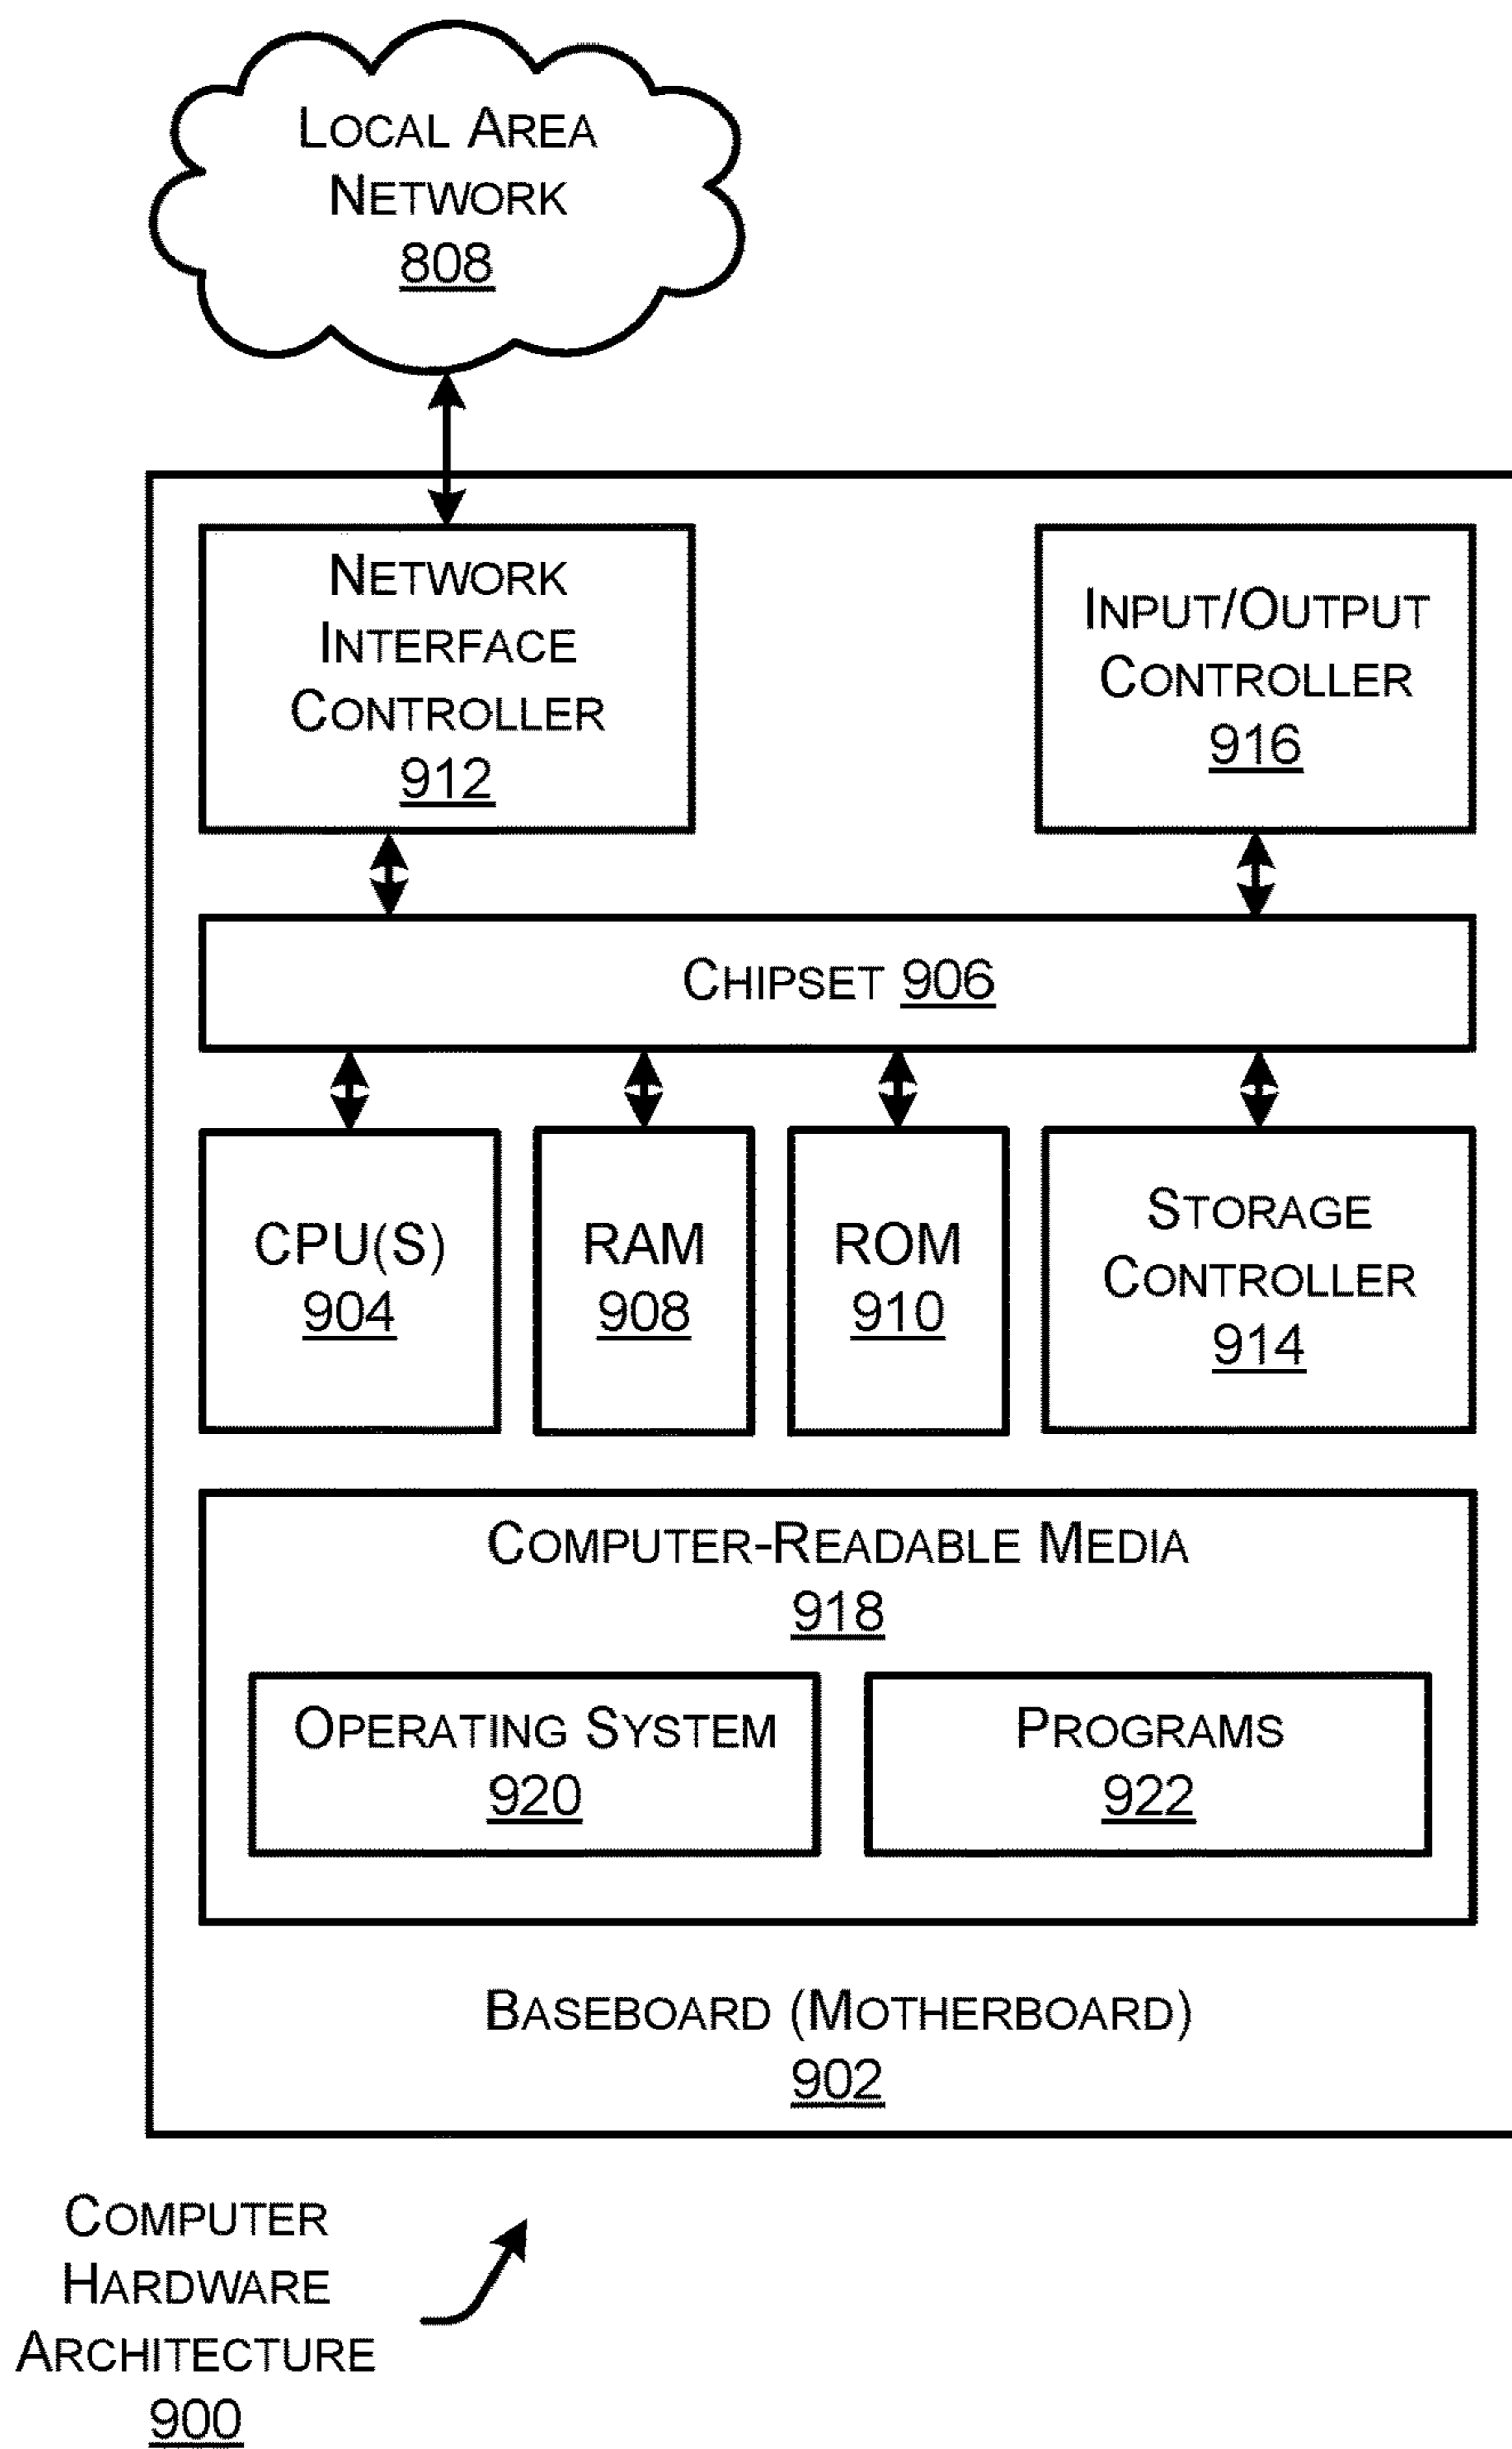 LOCAL AREA
NETWORK
808
NETWORK
INTERFACE
CONTROLLER
912
INPUT/OUTPUT
CONTROLLER
916
CHIPSET 906
CPU(S)
904
RAM
908
ROM
910
STORAGE
CONTROLLER
914
COMPUTER-READABLE MEDIA
918
OPERATING SYSTEM
920
PROGRAMS
922
BASEBOARD (MOTHERBOARD)
902
COMPUTER
HARDWARE
ARCHITECTURE
900